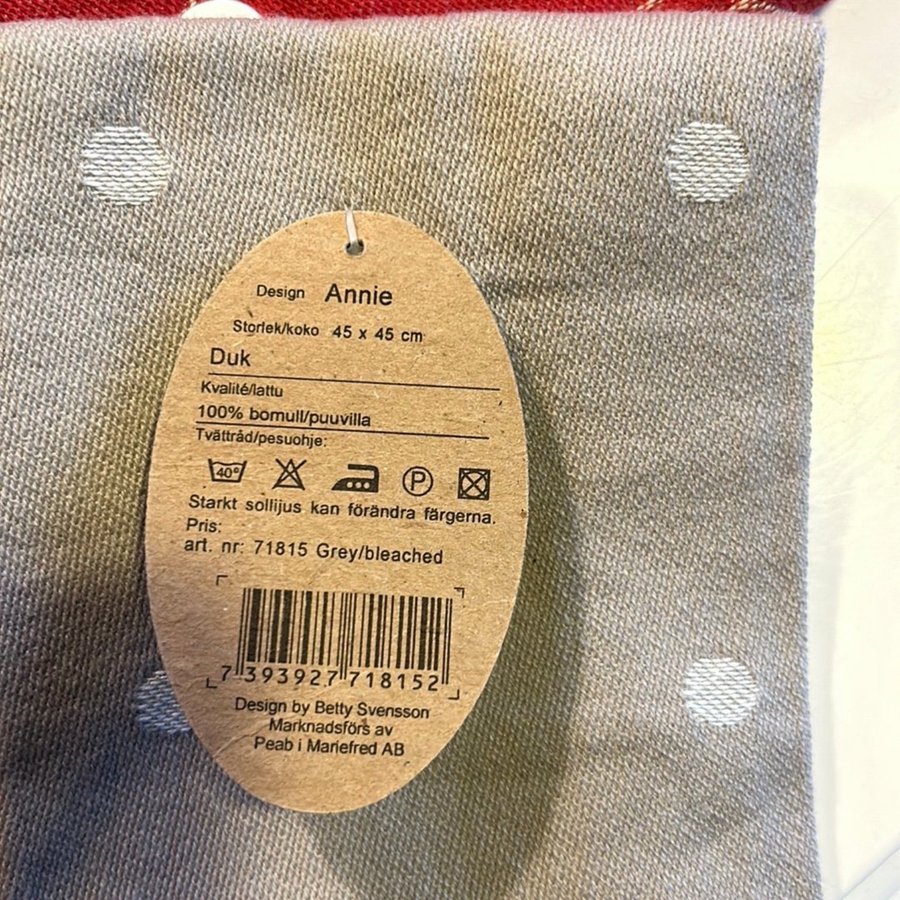 Design Annie
Storlek/koko 45 x 45 cm
Duk
Kvalité/lattu
100% bomull/puuvilla
Tvättråd/pesuohje:
40°
P
Starkt sollijus kan förändra färgerna.
Pris:
art. nr: 71815 Grey/bleached
7 393927 718152
Design by Betty Svensson
Marknadsförs av
Peab i Mariefred AB